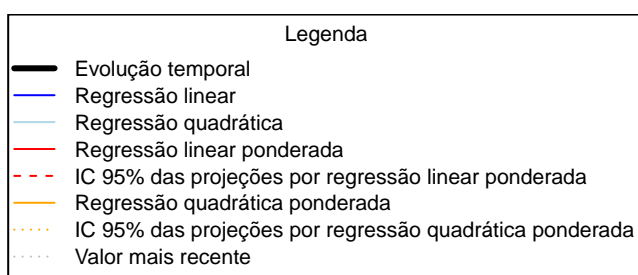 Legenda
Evolução temporal
Regressão linear
Regressão quadrática
Regressão linear ponderada
IC 95% das projeções por regressão linear ponderada
Regressão quadrática ponderada
IC 95% das projeções por regressão quadrática ponderada
Valor mais recente